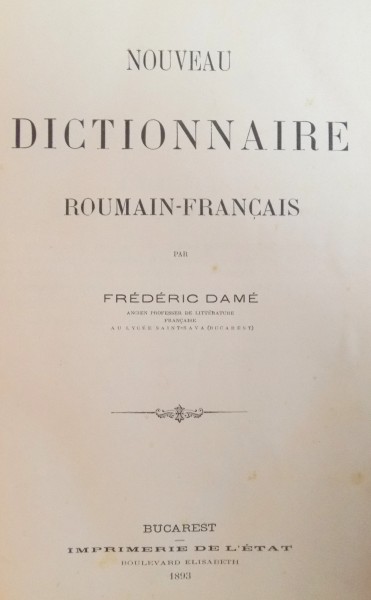 NOUVEAU
DICTIONNAIRE
ROUMAIN-FRANÇAIS
PAR
FRÉDÉRIC DAMÉ
ANCIEN PROFESSEUR DE LITTÉRATURE
FRANÇAISE
AU LYCÉE SAINT-SAVA (BUCAREST)
BUCAREST
IMPRIMERIE DE L'ÉTAT
BOULEVARD ELISABETH
1893